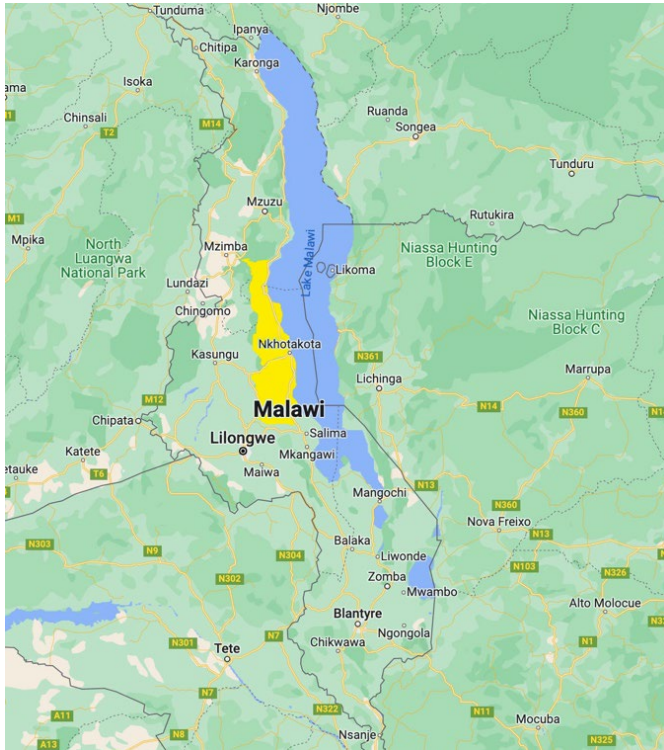 Tunduma
Njombe
Ipanya
Chitipa
Karonga
Isoka
ama
M1
Chinsali
M14
T2
Ruanda
Songea
Tunduru
Mzuzu
M1
Rutukira
Mpika
Mzimba
North
Luangwa
National Park
Lake Malawi
Likoma
Niassa Hunting
Block E
Lundazi
Chingomo
Niassa Hunting
Block C
Nkhotakota
Kasungu
N361
Marrupa
Lichinga
M12
N14
N360
N14
Malawi
Chipata
Salima
Lilongwe
Mkangawi
Katete
Maiwa
etauke
T6
N13
Mangochi
N360
Nova Freixo
N13
N303
N9
N304
Balaka
Liwonde
N103
N326
N302
Zomba
Mwambo
Alto Molocue
Blantyre
Ngongola
N301
N7
N1
Chikwawa
Tete
N7
N322
N11
A11
Mocuba
A13
N8
Nsanje
N325